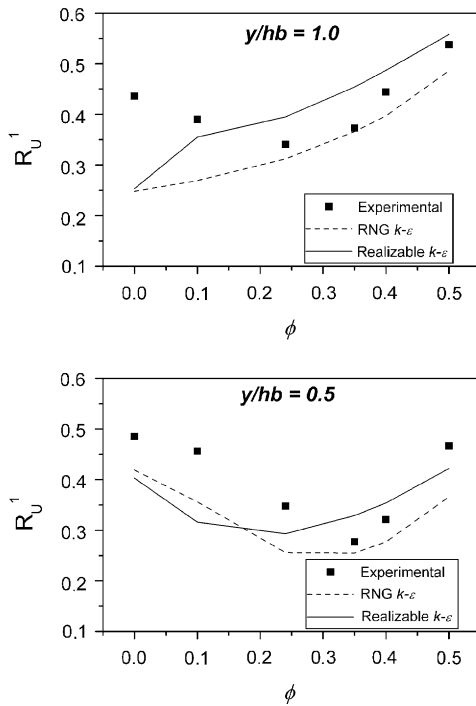 y/hb = 1.0
0.6
0.5
0.4
0.3
0.2
0.1
R_U^1
Experimental
RNG k-ε
Realizable k-ε
0.0 0.1 0.2 0.3 0.4 0.5
ϕ
y/hb = 0.5
0.6
0.5
0.4
0.3
0.2
0.1
R_U^1
Experimental
RNG k-ε
Realizable k-ε
0.0 0.1 0.2 0.3 0.4 0.5
ϕ